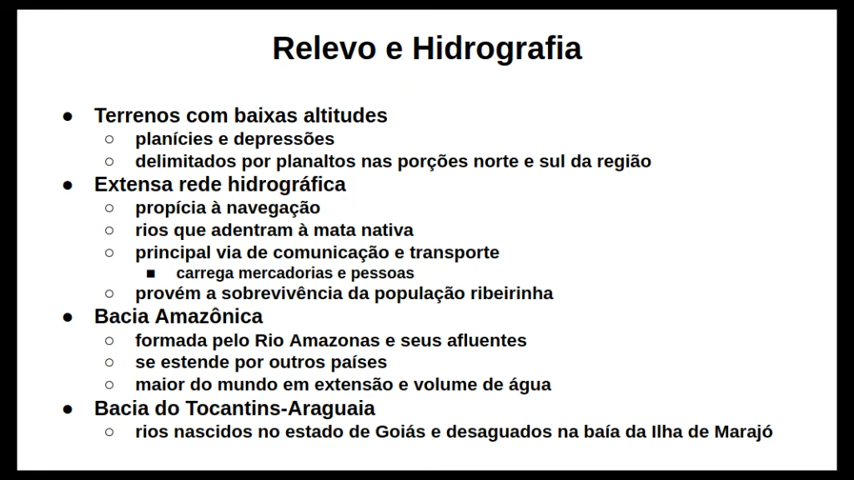 Relevo e Hidrografia
● Terrenos com baixas altitudes
○ planícies e depressões
○ delimitados por planaltos nas porções norte e sul da região
● Extensa rede hidrográfica
○ propícia à navegação
○ rios que adentram à mata nativa
○ principal via de comunicação e transporte
■ carrega mercadorias e pessoas
○ provém a sobrevivência da população ribeirinha
● Bacia Amazônica
○ formada pelo Rio Amazonas e seus afluentes
○ se estende por outros países
○ maior do mundo em extensão e volume de água
● Bacia do Tocantins-Araguaia
○ rios nascidos no estado de Goiás e desaguados na baía da Ilha de Marajó